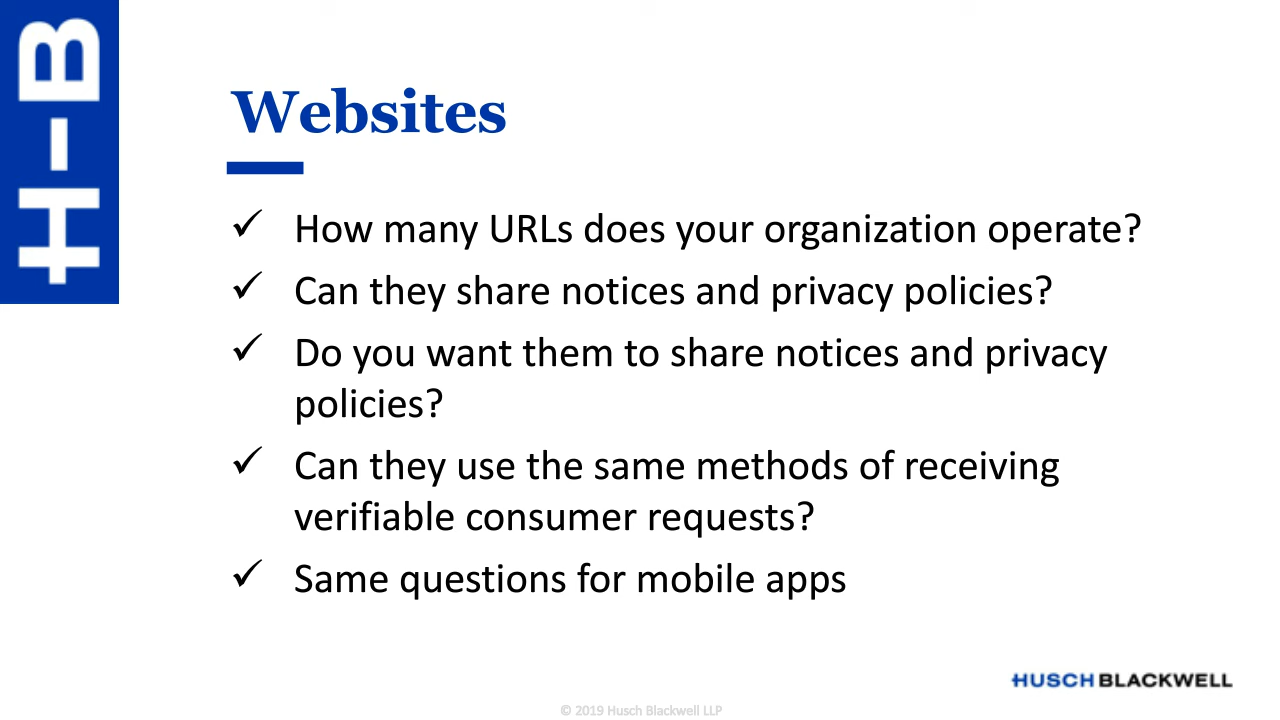 H-B
Websites
✓ How many URLs does your organization operate?
✓ Can they share notices and privacy policies?
✓ Do you want them to share notices and privacy
policies?
✓ Can they use the same methods of receiving
verifiable consumer requests?
✓ Same questions for mobile apps
HUSCH BLACKWELL
© 2019 Husch Blackwell LLP